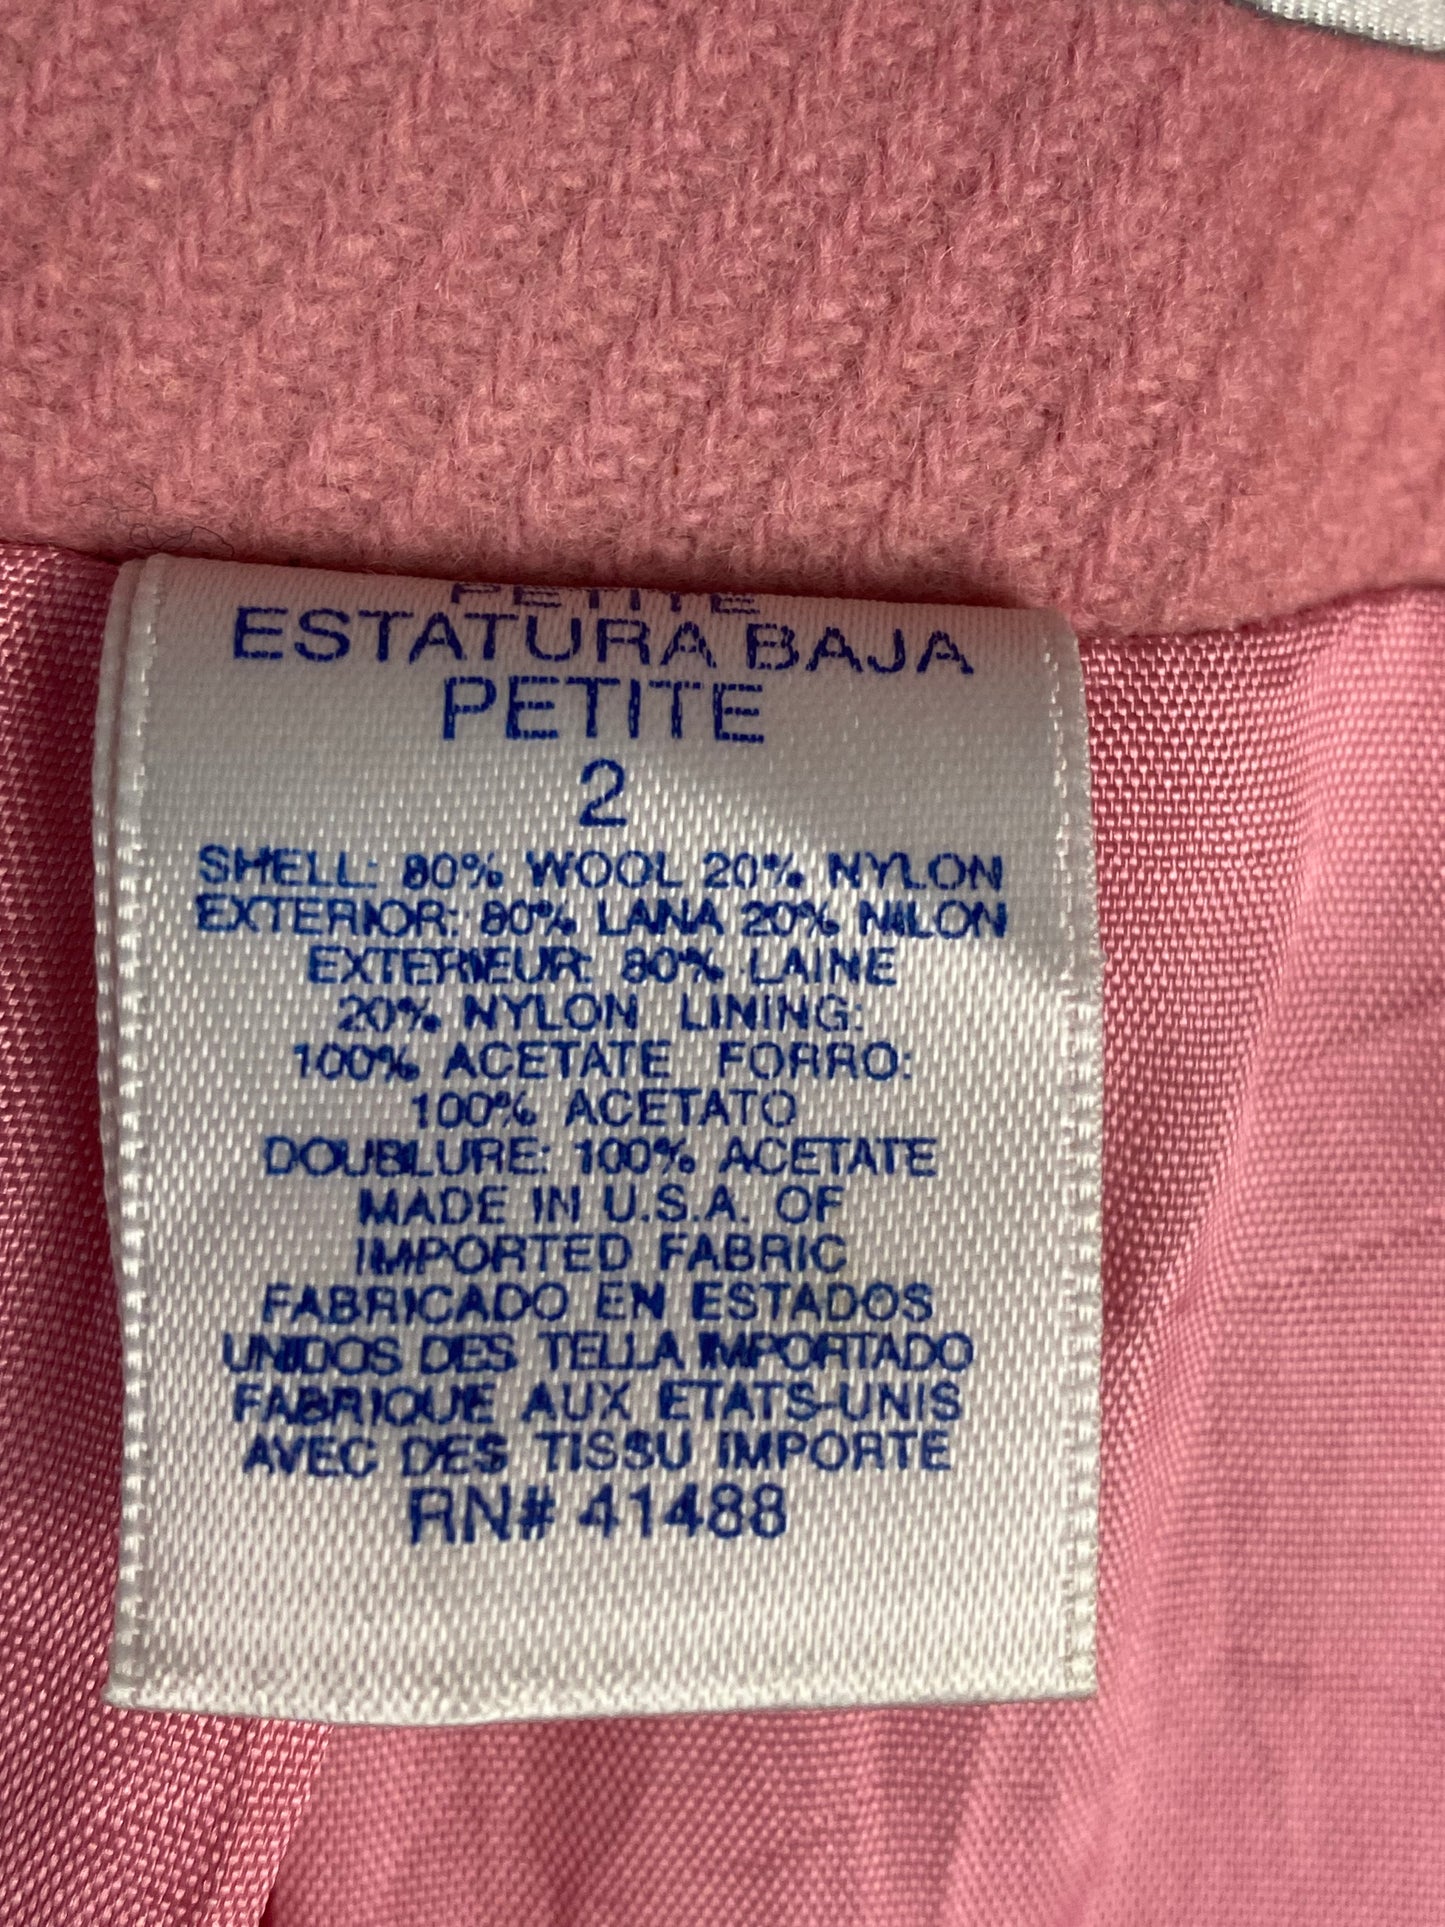 PETITE
ESTATURA BAJA
PETITE
2
SHELL: 80% WOOL 20% NYLON
EXTERIOR: 80% LANA 20% NILON
EXTERIEUR: 80% LAINE
20% NYLON LINING:
100% ACETATE FORRO:
100% ACETATO
DOUBLURE: 100% ACETATE
MADE IN U.S.A. OF
IMPORTED FABRIC
FABRICADO EN ESTADOS
UNIDOS DES TELLA IMPORTADO
FABRIQUE AUX ETATS-UNIS
AVEC DES TISSU IMPORTE
RN# 41488